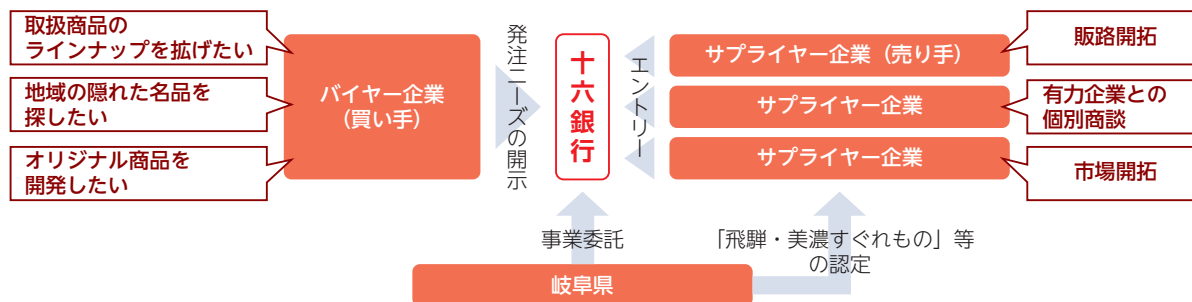 取扱商品の
ラインナップを拡げたい
地域の隠れた名品を
探したい
オリジナル商品を
開発したい
バイヤー企業
（買い手）
発注ニーズの開示
十六銀行
エントリー
サプライヤー企業（売り手）
サプライヤー企業
サプライヤー企業
販路開拓
有力企業との
個別商談
市場開拓
事業委託
「飛騨・美濃すぐれもの」等
の認定
岐阜県